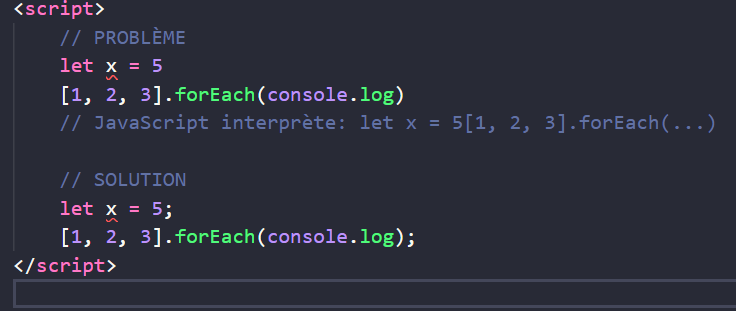 <script>
// PROBLÈME
let x = 5
[1, 2, 3].forEach(console.log)
// JavaScript interprète: let x = 5[1, 2, 3].forEach(...)
// SOLUTION
let x = 5;
[1, 2, 3].forEach(console.log);
</script>